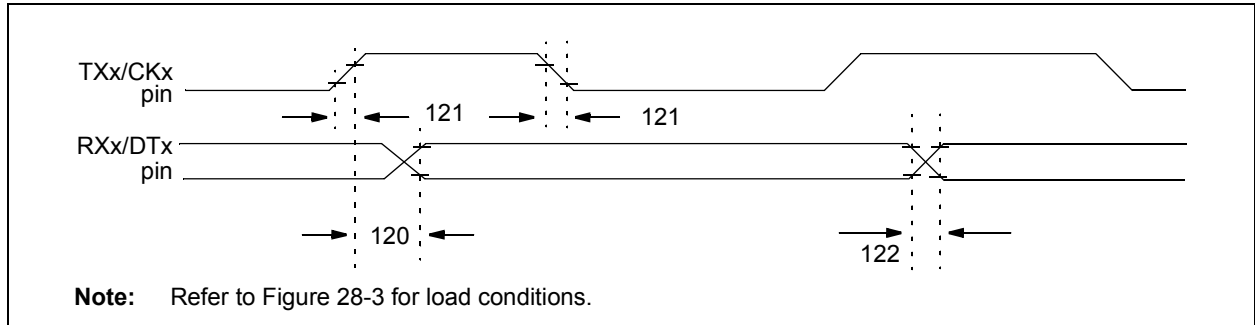 TXx/CKx
pin
121
121
RXx/DTx
pin
120
122
Note: Refer to Figure 28-3 for load conditions.